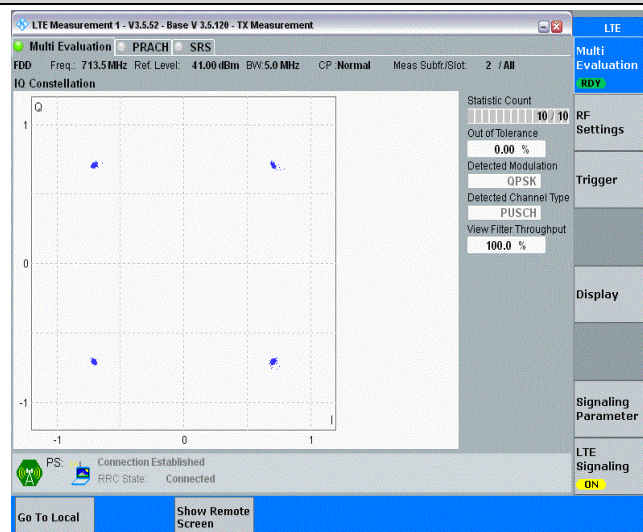 LTE Measurement 1 - V3.5.52 - Base V 3.5.120 - TX Measurement
LTE
Multi Evaluation PRACH SRS
FDD Freq.: 713.5 MHz Ref. Level: 41.00 dBm BW:5.0 MHz CP :Normal Meas Subfr./Slot: 2 / All
IQ Constellation
Q
1
0
-1
-1 0 1
I
Statistic Count
10 / 10
Out of Tolerance
0.00 %
Detected Modulation
QPSK
Detected Channel Type
PUSCH
View Filter Throughput
100.0 %
Multi
Evaluation
RDY
RF
Settings
Trigger
Display
Signaling
Parameter
LTE
Signaling
ON
PS: Connection Established
RRC State: Connected
Go To Local
Show Remote
Screen